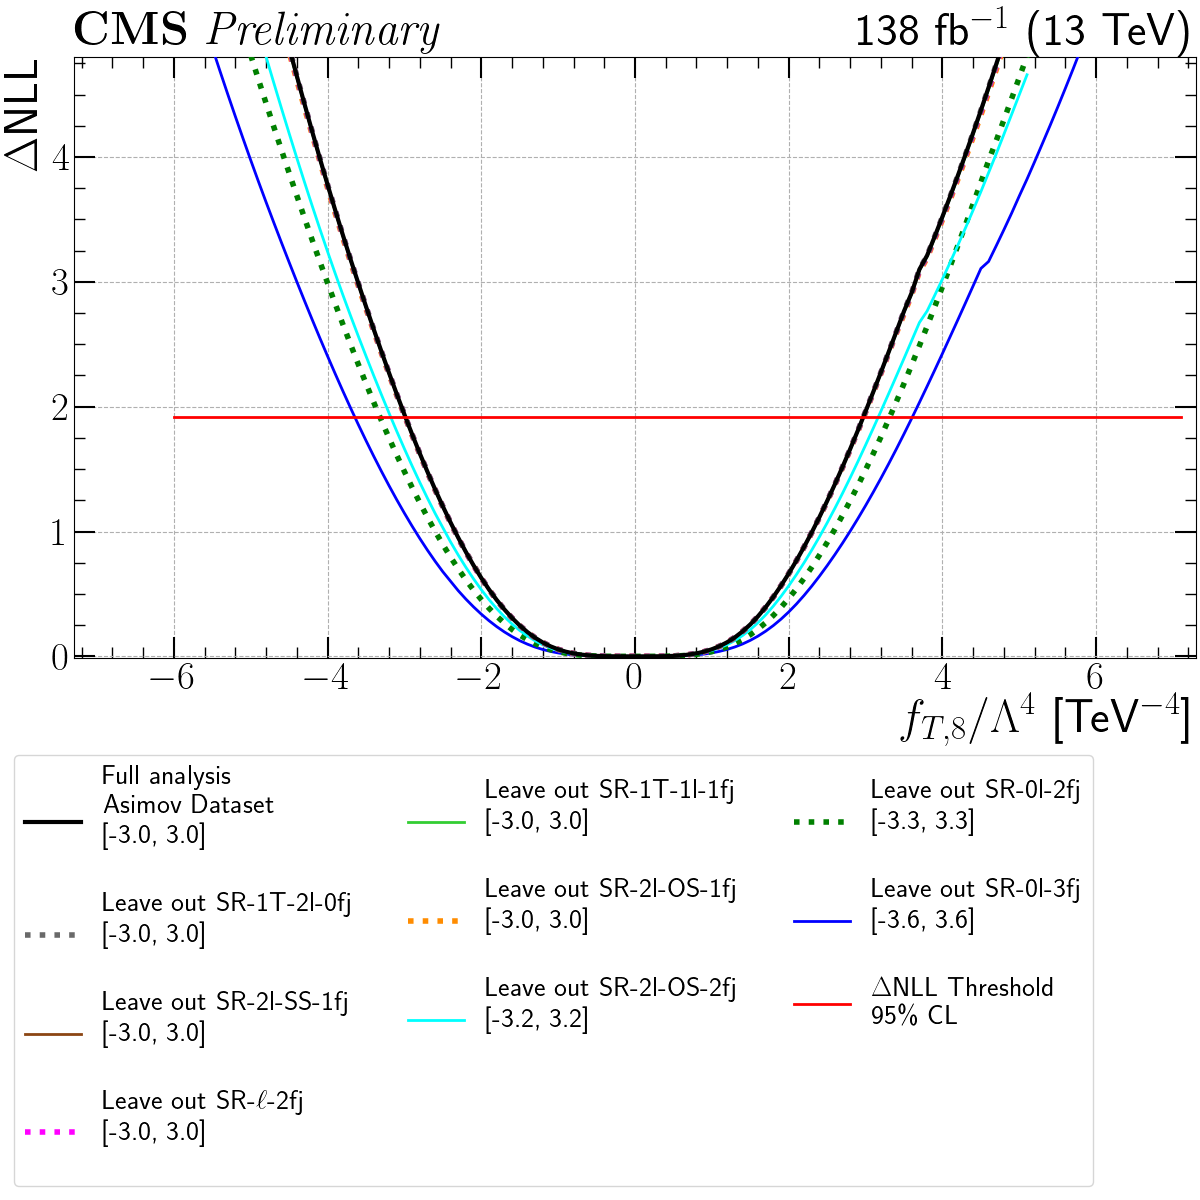 CMS Preliminary
138 fb⁻¹ (13 TeV)
ΔNLL
4
3
2
1
0
−6 −4 −2 0 2 4 6
f_{T,8}/Λ⁴ [TeV⁻⁴]
Full analysis
Asimov Dataset
[-3.0, 3.0]
Leave out SR-1T-2l-0fj
[-3.0, 3.0]
Leave out SR-2l-SS-1fj
[-3.0, 3.0]
Leave out SR-ℓ-2fj
[-3.0, 3.0]
Leave out SR-1T-1l-1fj
[-3.0, 3.0]
Leave out SR-2l-OS-1fj
[-3.0, 3.0]
Leave out SR-2l-OS-2fj
[-3.2, 3.2]
Leave out SR-0l-2fj
[-3.3, 3.3]
Leave out SR-0l-3fj
[-3.6, 3.6]
ΔNLL Threshold
95% CL